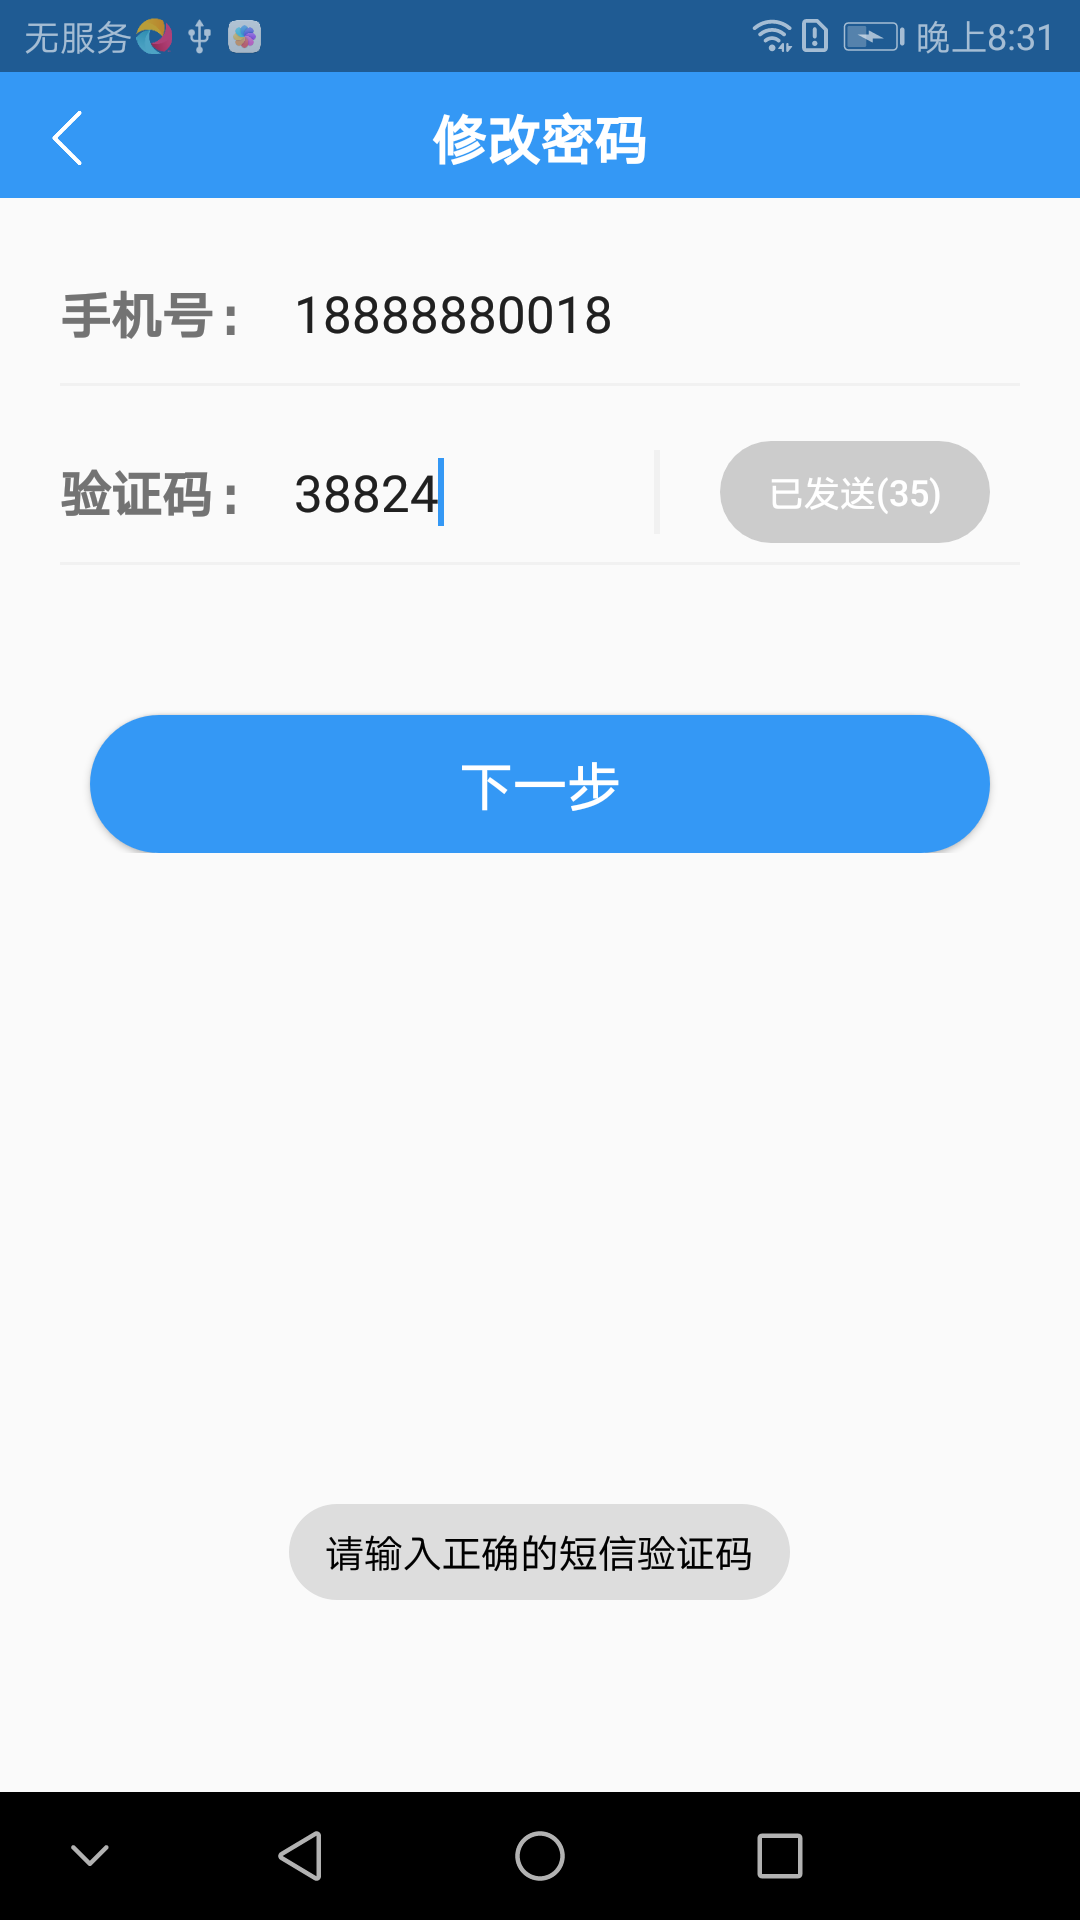 无服务 晚上8:31
修改密码
手机号: 18888880018
验证码: 38824 已发送(35)
下一步
请输入正确的短信验证码